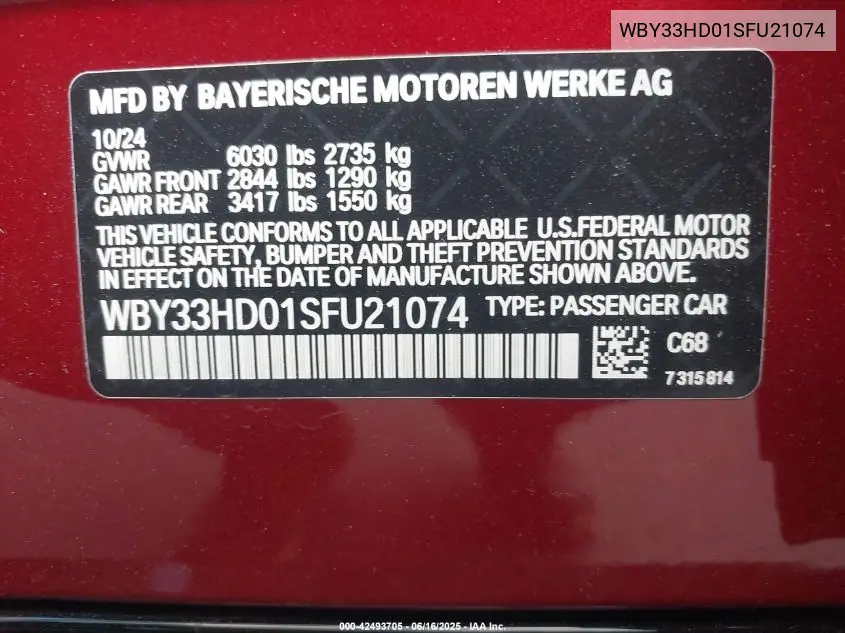 WBY33HD01SFU21074
MFD BY BAYERISCHE MOTOREN WERKE AG
10/24
GVWR 6030 lbs 2735 kg
GAWR FRONT 2844 lbs 1290 kg
GAWR REAR 3417 lbs 1550 kg
THIS VEHICLE CONFORMS TO ALL APPLICABLE U.S.FEDERAL MOTOR
VEHICLE SAFETY, BUMPER AND THEFT PREVENTION STANDARDS
IN EFFECT ON THE DATE OF MANUFACTURE SHOWN ABOVE.
WBY33HD01SFU21074 TYPE: PASSENGER CAR
C68
7315814
000-42493705 - 06/16/2025 - IAA Inc.